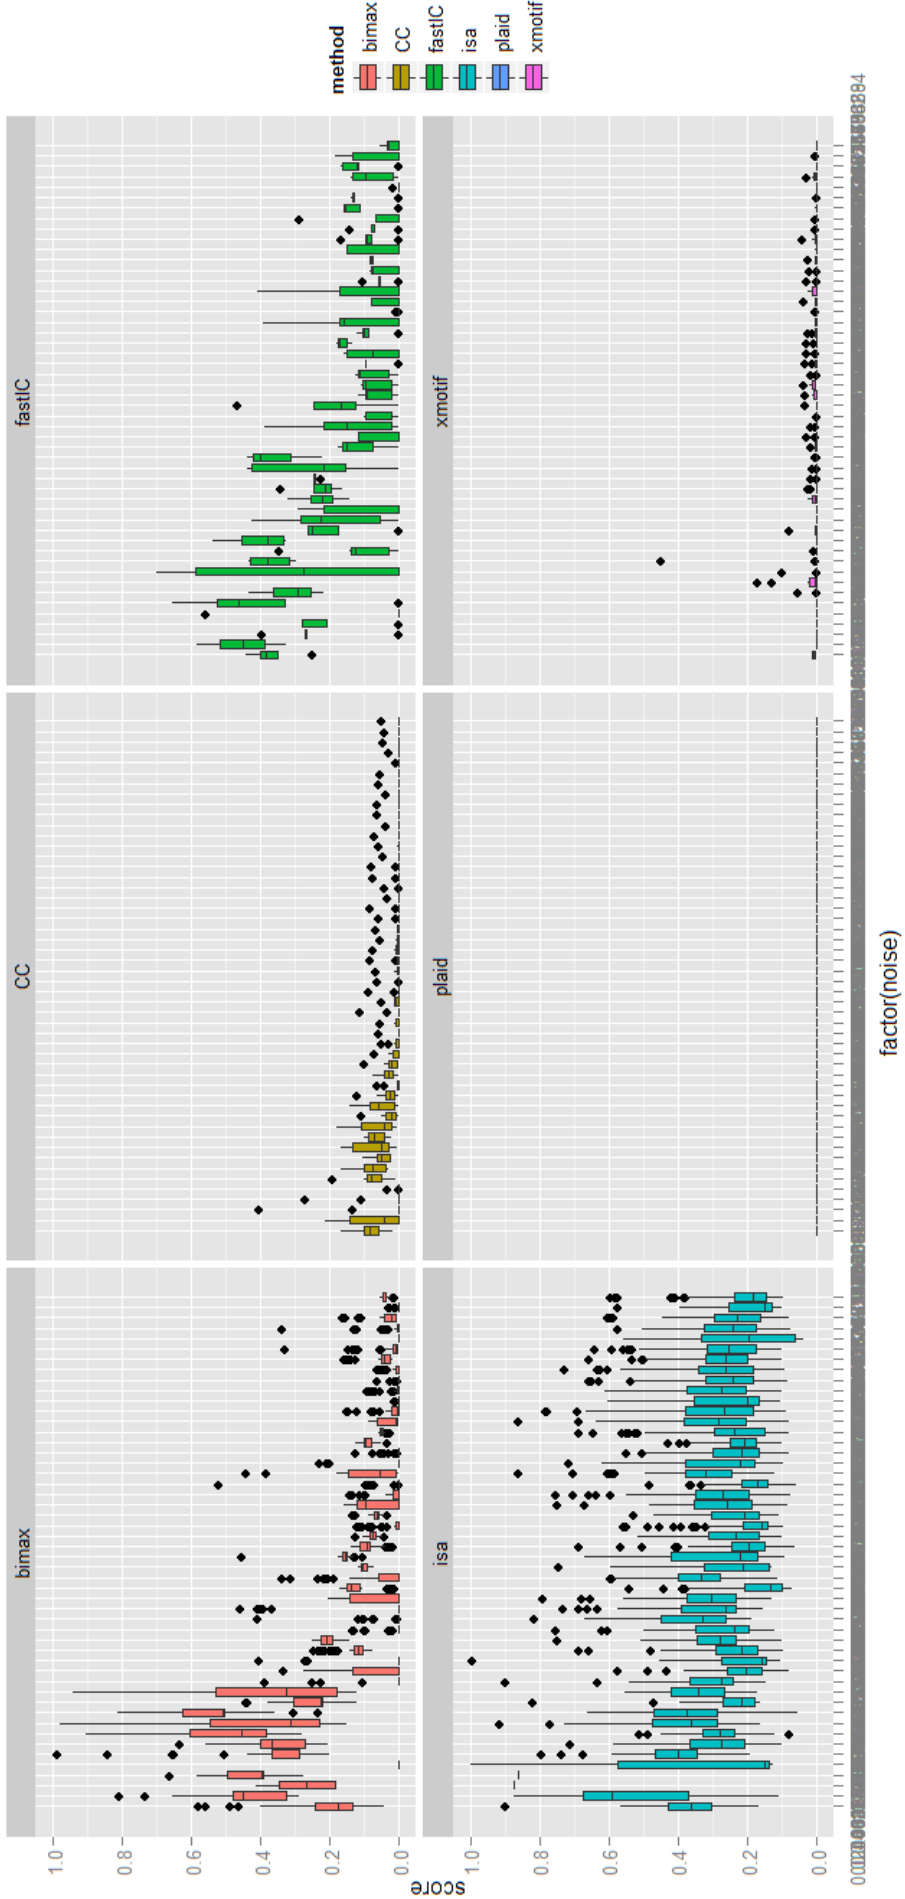 bimax
CC
fastIC
1.0
0.8
0.6
0.4
0.2
0.0
isa
plaid
xmotif
1.0
0.8
0.6
0.4
0.2
0.0
score
factor(noise)
method
bimax
CC
fastIC
isa
plaid
xmotif